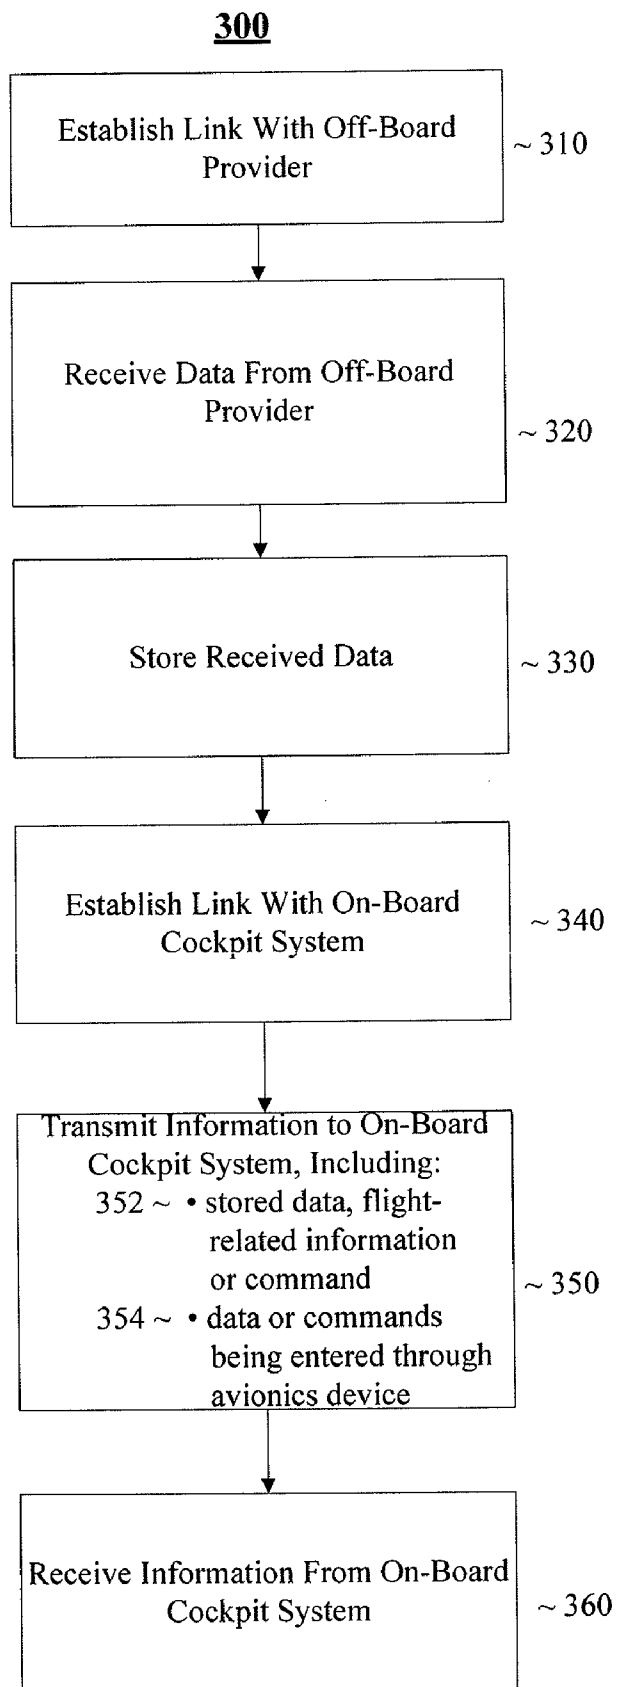 300
Establish Link With Off-Board
Provider
~ 310
Receive Data From Off-Board
Provider
~ 320
Store Received Data
~ 330
Establish Link With On-Board
Cockpit System
~ 340
Transmit Information to On-Board
Cockpit System, Including:
352 ~ • stored data, flight-
related information
or command
~ 350
354 ~ • data or commands
being entered through
avionics device
Receive Information From On-Board
Cockpit System
~ 360